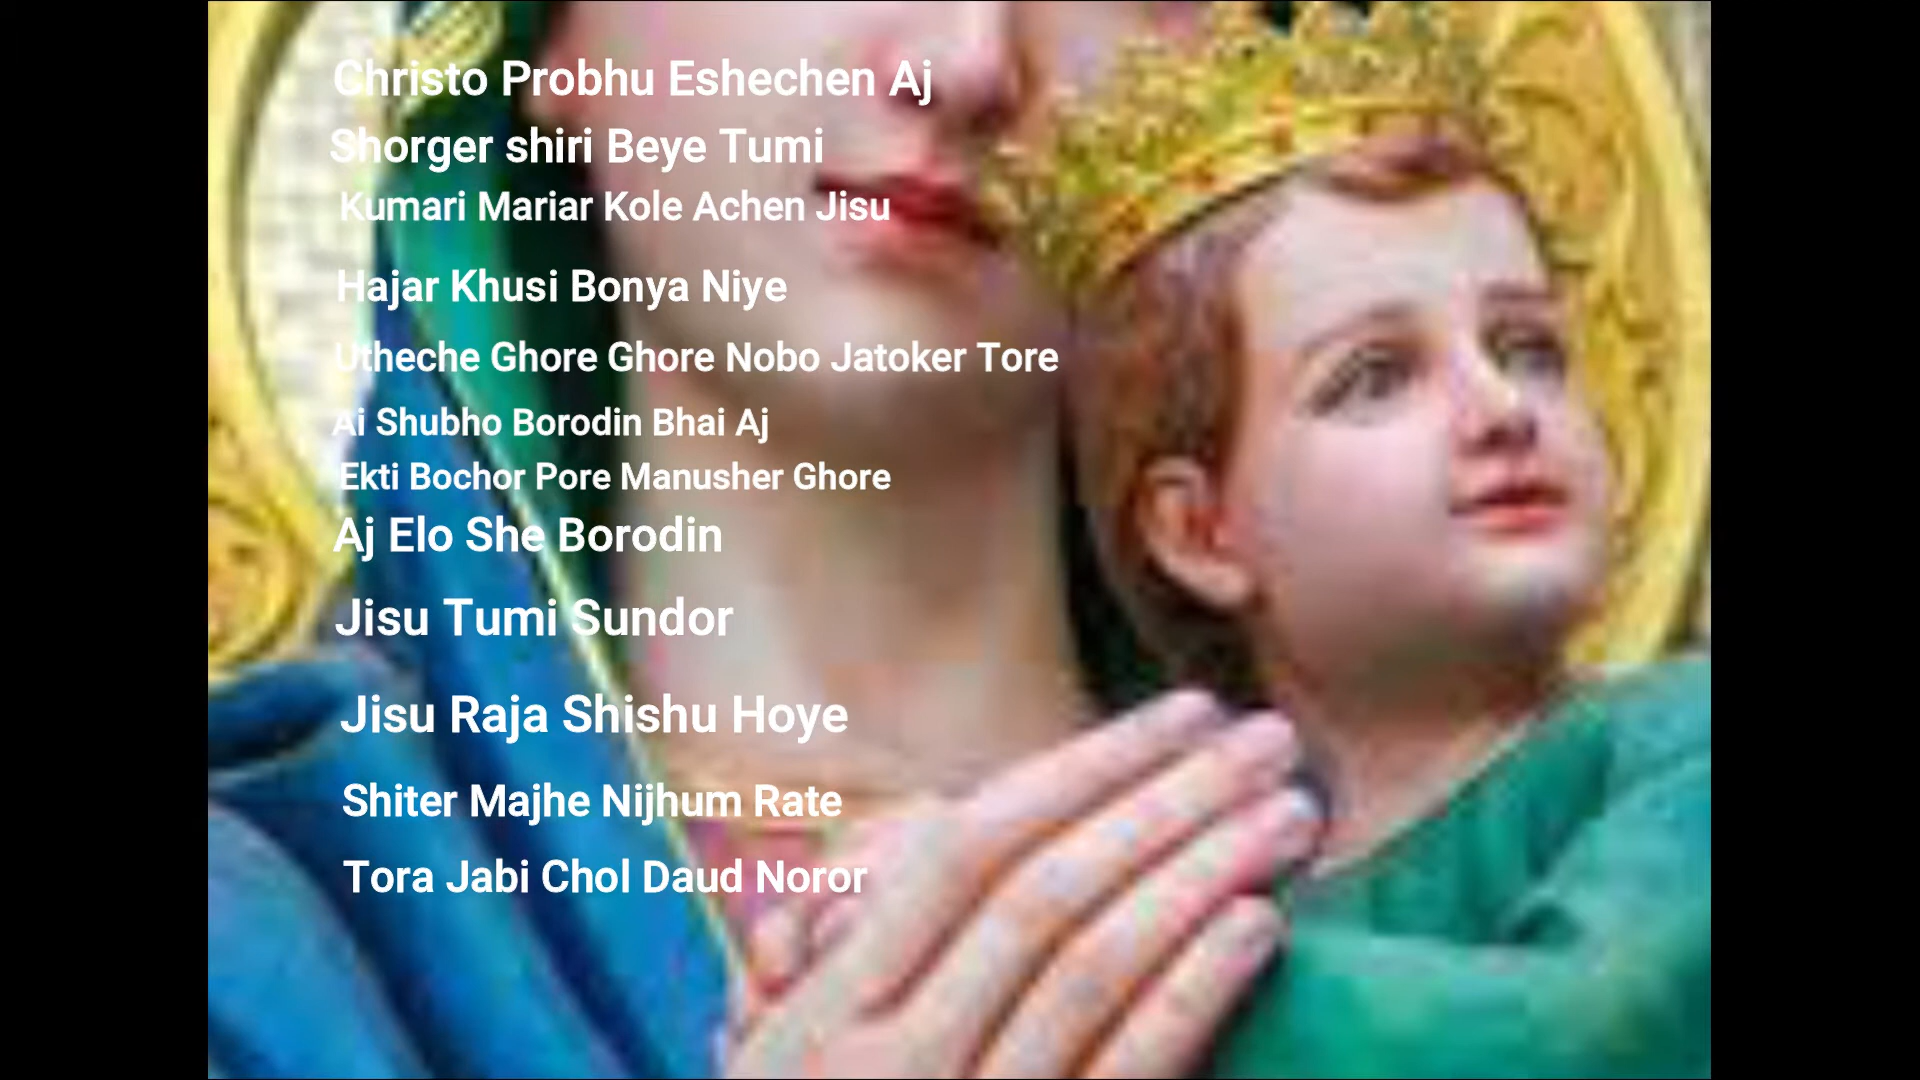 Christo Probhu Eshechen Aj
Shorger shiri Beye Tumi
Kumari Mariar Kole Achen Jisu
Hajar Khusi Bonya Niye
Utheche Ghore Ghore Nobo Jatoker Tore
Ai Shubho Borodin Bhai Aj
Ekti Bochor Pore Manusher Ghore
Aj Elo She Borodin
Jisu Tumi Sundor
Jisu Raja Shishu Hoye
Shiter Majhe Nijhum Rate
Tora Jabi Chol Daud Noror